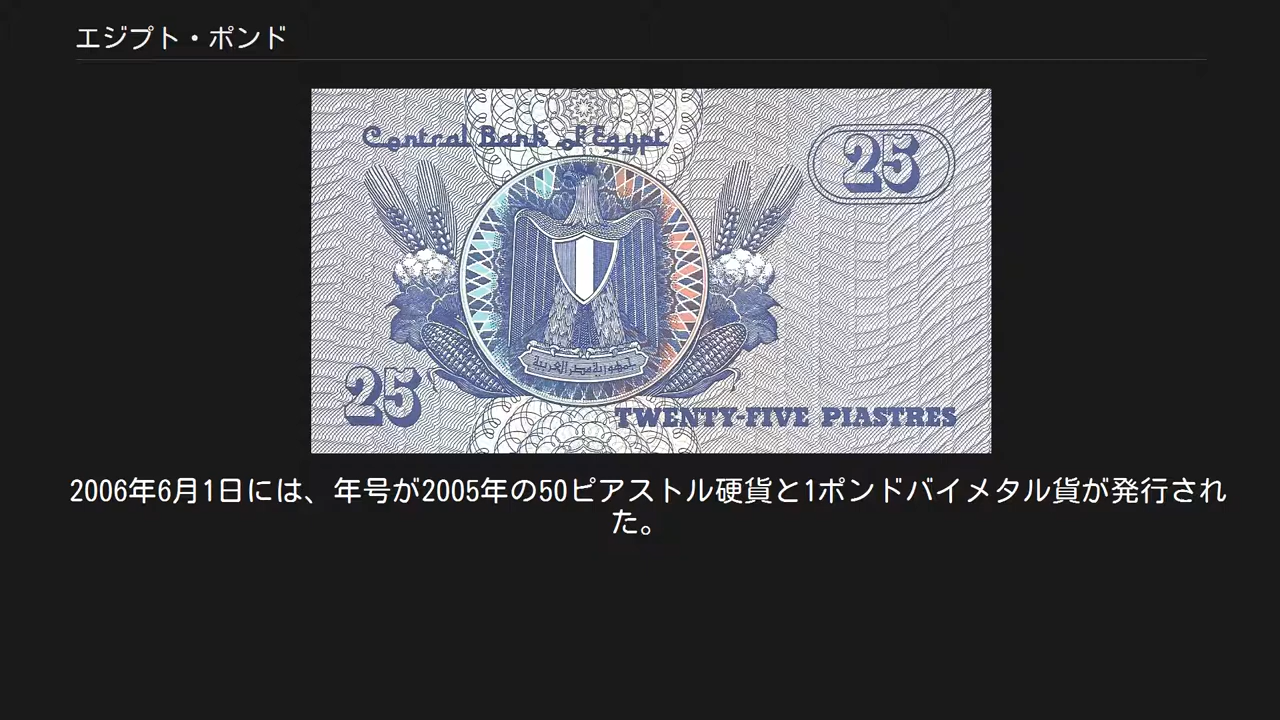 エジプト・ポンド
Central Bank of Egypt
25
جمهورية مصر العربية
25
TWENTY-FIVE PIASTRES
2006年6月1日には、年号が2005年の50ピアストル硬貨と1ポンドバイメタル貨が発行され
た。